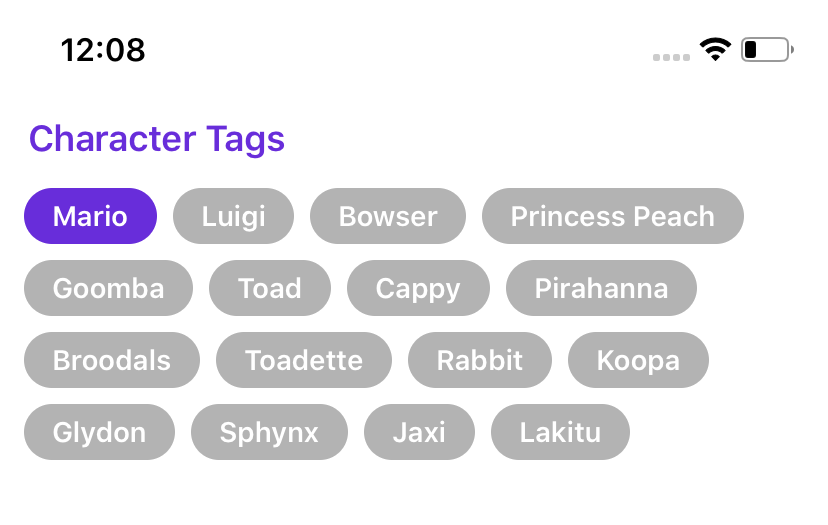 12:08
Character Tags
Mario Luigi Bowser Princess Peach
Goomba Toad Cappy Pirahanna
Broodals Toadette Rabbit Koopa
Glydon Sphynx Jaxi Lakitu